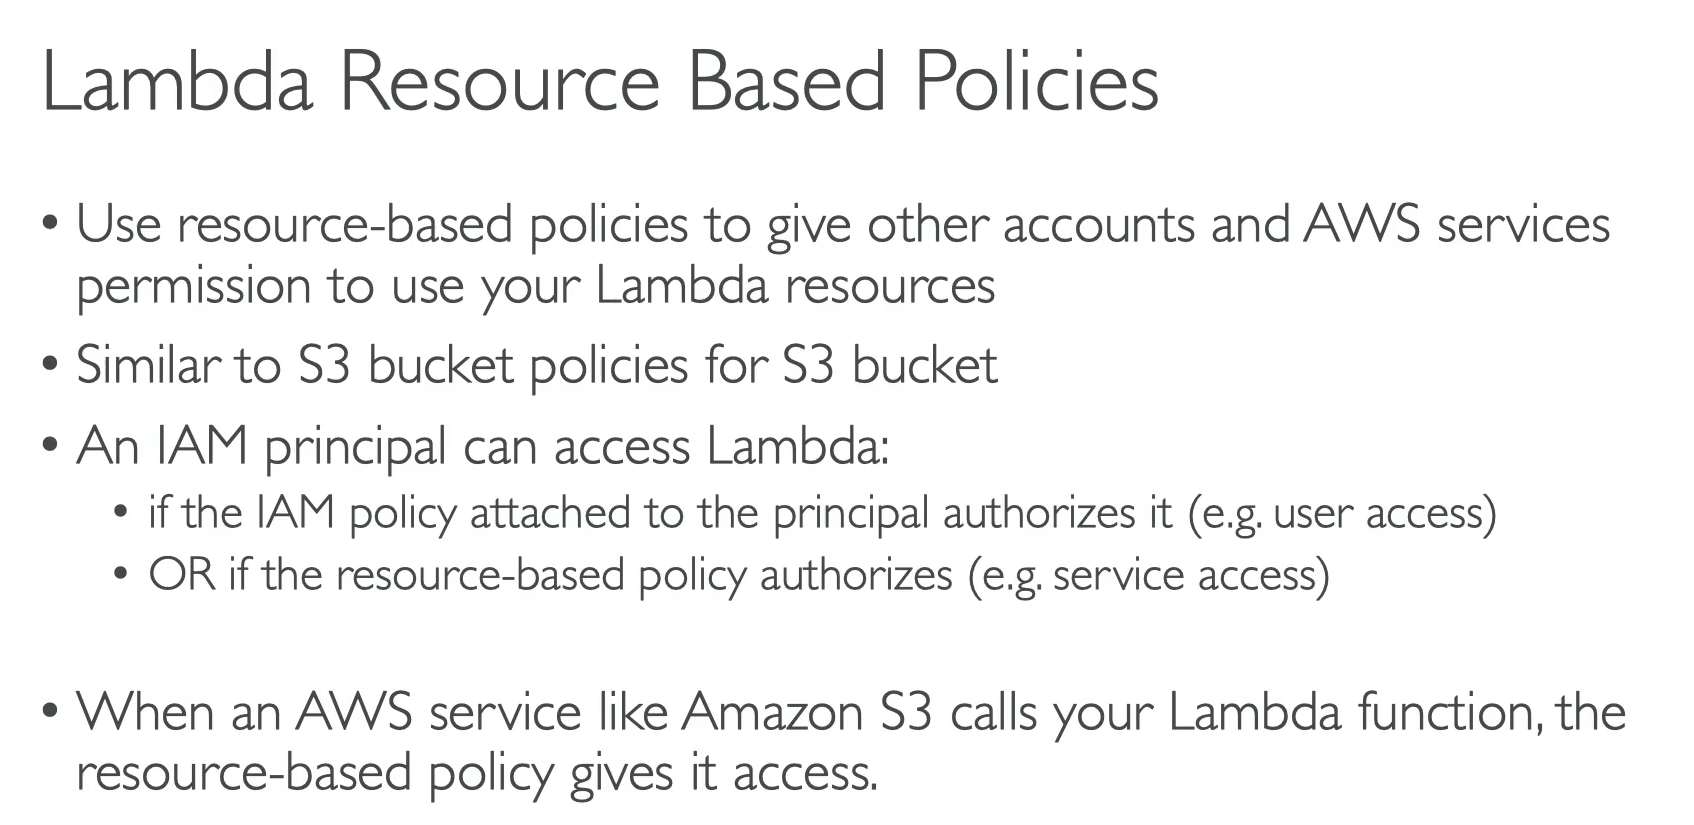 Lambda Resource Based Policies
• Use resource-based policies to give other accounts and AWS services
permission to use your Lambda resources
• Similar to S3 bucket policies for S3 bucket
• An IAM principal can access Lambda:
• if the IAM policy attached to the principal authorizes it (e.g. user access)
• OR if the resource-based policy authorizes (e.g. service access)
• When an AWS service like Amazon S3 calls your Lambda function, the
resource-based policy gives it access.